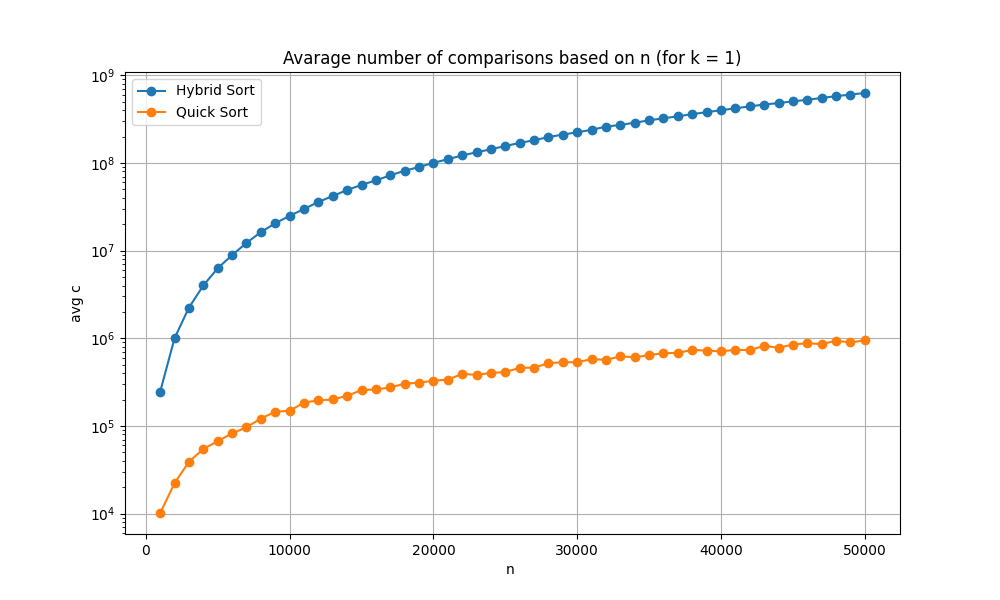 Avarage number of comparisons based on n (for k = 1)
Hybrid Sort
Quick Sort
avg c
10⁹
10⁸
10⁷
10⁶
10⁵
10⁴
0 10000 20000 30000 40000 50000
n